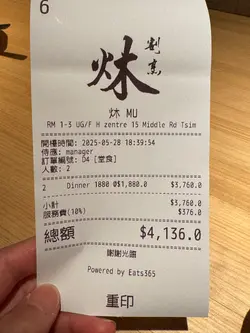 6
割烹
炑
炑 MU
RM 1-3 UG/F H zentre 15 Middle Rd Tsim
開檯時間: 2025-05-28 18:39:54
侍應: manager
訂單編號: D4 [堂食]
人數: 2
2 Dinner 1880 @$1,880.0 $3,760.0
小計 $3,760.0
服務費(10%) $376.0
總額 $4,136.0
謝謝光臨
Powered by Eats365
重印